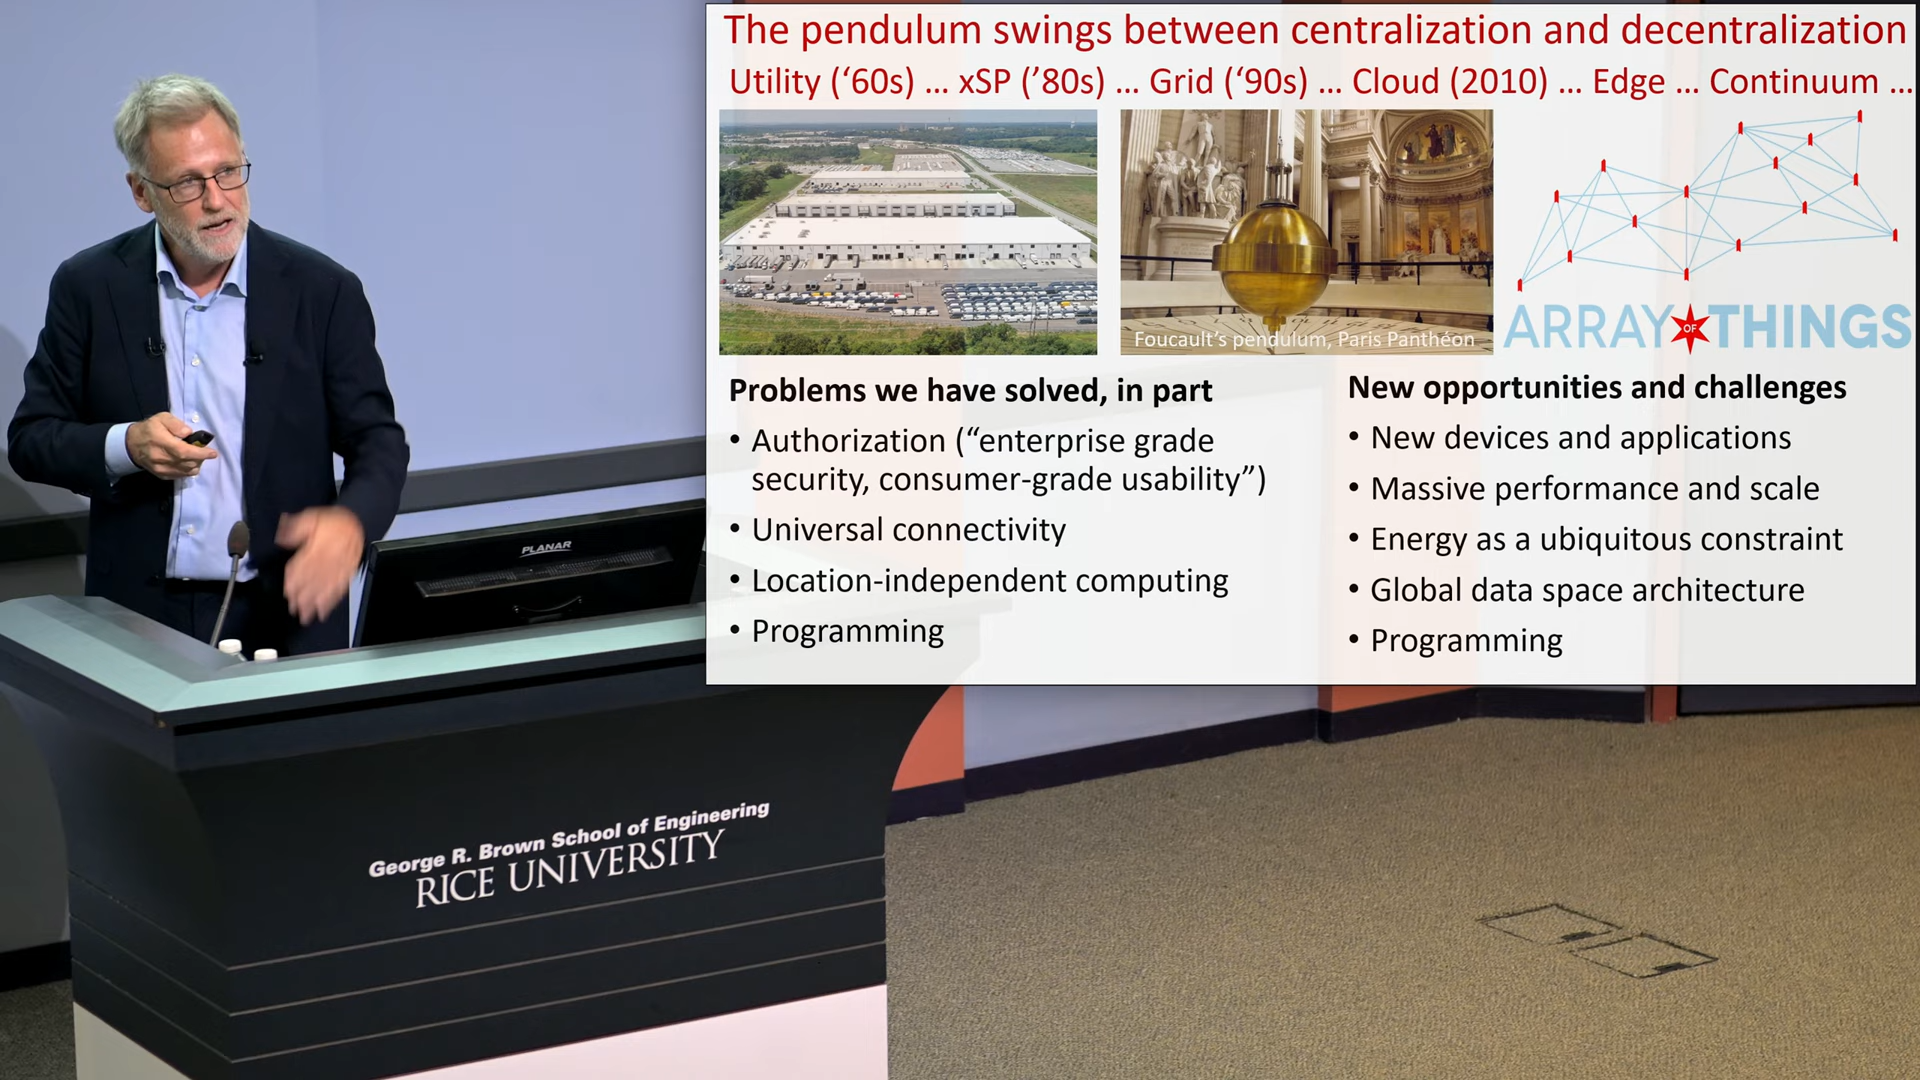 The pendulum swings between centralization and decentralization
Utility (‘60s) ... xSP (’80s) ... Grid (‘90s) ... Cloud (2010) ... Edge ... Continuum ...
Foucault’s pendulum, Paris Panthéon
ARRAY OF THINGS
Problems we have solved, in part
• Authorization (“enterprise grade
security, consumer-grade usability”)
• Universal connectivity
• Location-independent computing
• Programming
New opportunities and challenges
• New devices and applications
• Massive performance and scale
• Energy as a ubiquitous constraint
• Global data space architecture
• Programming
PLANAR
George R. Brown School of Engineering
RICE UNIVERSITY